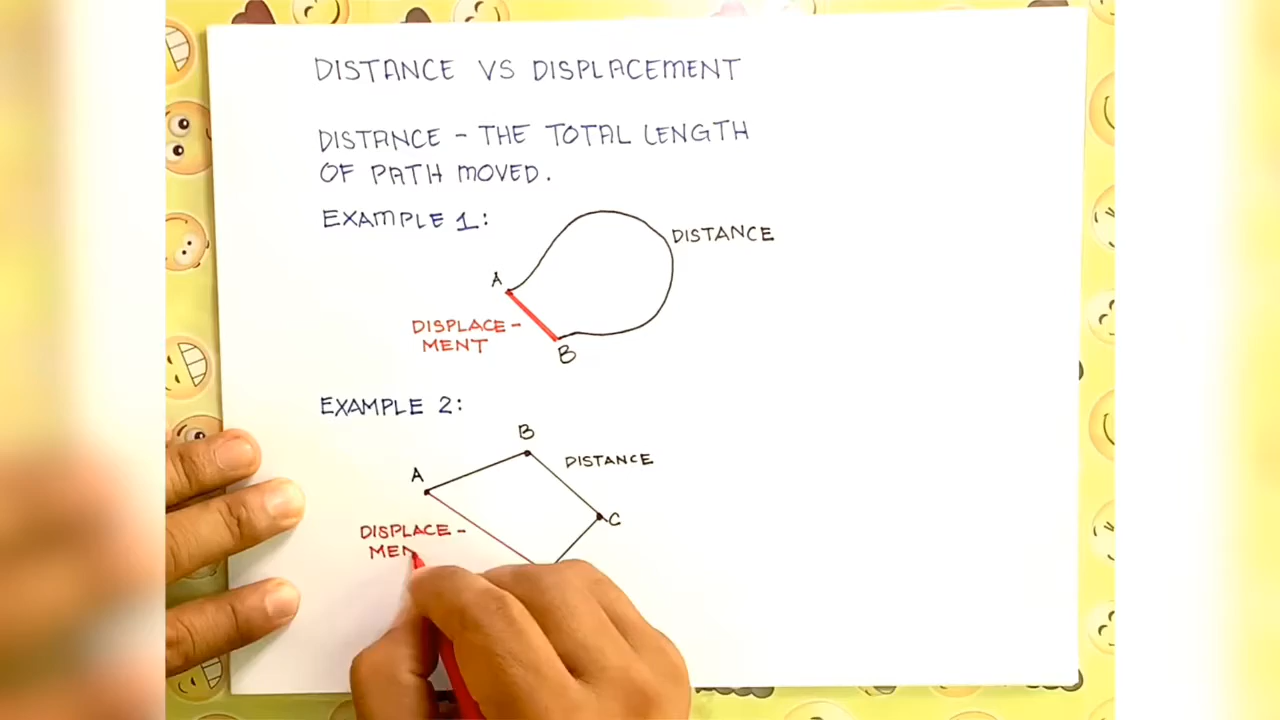 DISTANCE VS DISPLACEMENT
DISTANCE - THE TOTAL LENGTH
OF PATH MOVED.
EXAMPLE 1:
DISTANCE
A
DISPLACE-
MENT
B
EXAMPLE 2:
B
DISTANCE
A
C
DISPLACE-
MEN